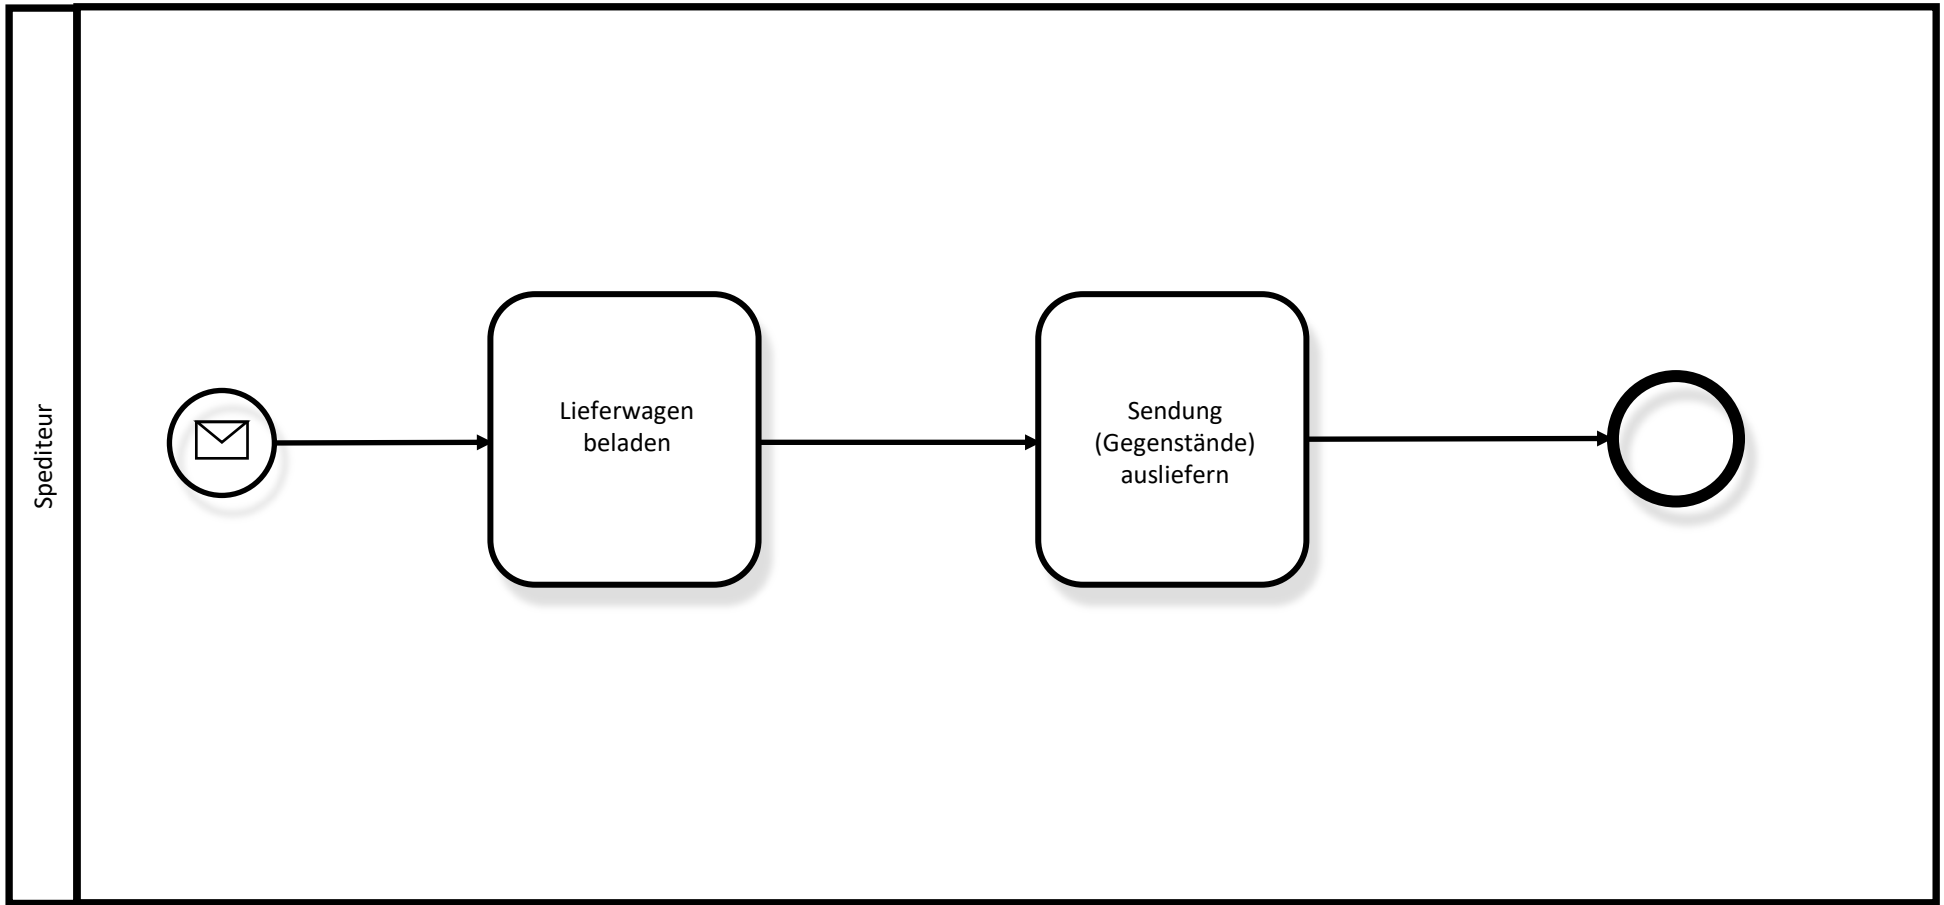 Spediteur
Lieferwagen
beladen
Sendung
(Gegenstände)
ausliefern